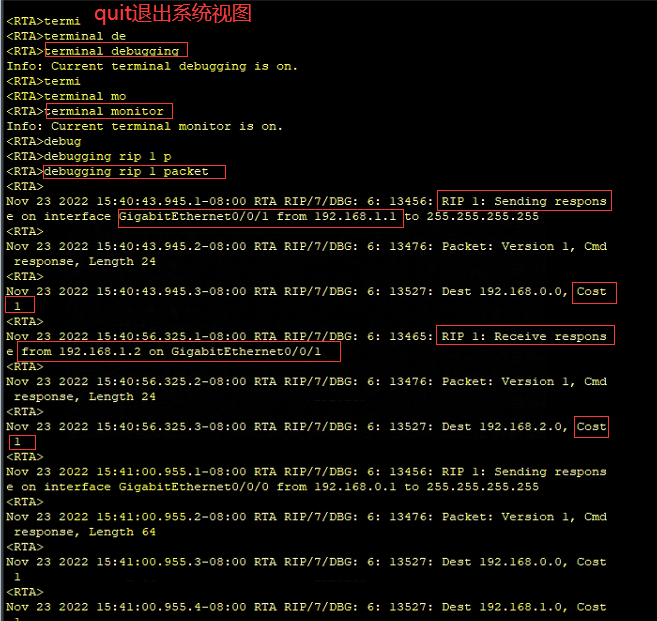 quit退出系统视图
<RTA>termi
<RTA>terminal de
<RTA>terminal debugging
Info: Current terminal debugging is on.
<RTA>termi
<RTA>terminal mo
<RTA>terminal monitor
Info: Current terminal monitor is on.
<RTA>debug
<RTA>debugging rip 1 p
<RTA>debugging rip 1 packet
<RTA>
Nov 23 2022 15:40:43.945.1-08:00 RTA RIP/7/DBG: 6: 13456: RIP 1: Sending respons
e on interface GigabitEthernet0/0/1 from 192.168.1.1 to 255.255.255.255
<RTA>
Nov 23 2022 15:40:43.945.2-08:00 RTA RIP/7/DBG: 6: 13476: Packet: Version 1, Cmd
 response, Length 24
<RTA>
Nov 23 2022 15:40:43.945.3-08:00 RTA RIP/7/DBG: 6: 13527: Dest 192.168.0.0, Cost
 1
<RTA>
Nov 23 2022 15:40:56.325.1-08:00 RTA RIP/7/DBG: 6: 13465: RIP 1: Receive respons
e from 192.168.1.2 on GigabitEthernet0/0/1
<RTA>
Nov 23 2022 15:40:56.325.2-08:00 RTA RIP/7/DBG: 6: 13476: Packet: Version 1, Cmd
 response, Length 24
<RTA>
Nov 23 2022 15:40:56.325.3-08:00 RTA RIP/7/DBG: 6: 13527: Dest 192.168.2.0, Cost
 1
<RTA>
Nov 23 2022 15:41:00.955.1-08:00 RTA RIP/7/DBG: 6: 13456: RIP 1: Sending respons
e on interface GigabitEthernet0/0/0 from 192.168.0.1 to 255.255.255.255
<RTA>
Nov 23 2022 15:41:00.955.2-08:00 RTA RIP/7/DBG: 6: 13476: Packet: Version 1, Cmd
 response, Length 64
<RTA>
Nov 23 2022 15:41:00.955.3-08:00 RTA RIP/7/DBG: 6: 13527: Dest 192.168.0.0, Cost
 1
<RTA>
Nov 23 2022 15:41:00.955.4-08:00 RTA RIP/7/DBG: 6: 13527: Dest 192.168.1.0, Cost